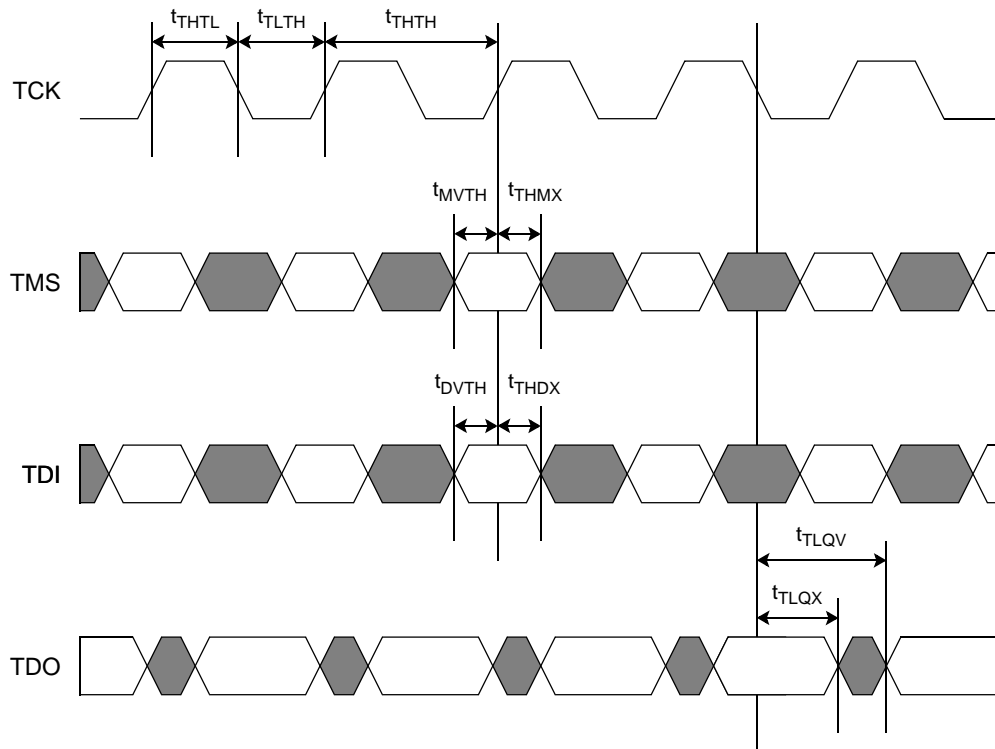 tTHTL tTLTH tTHTH
TCK
tMVTH tTHMX
TMS
tDVTH tTHDX
TDI
tTLQV
tTLQX
TDO